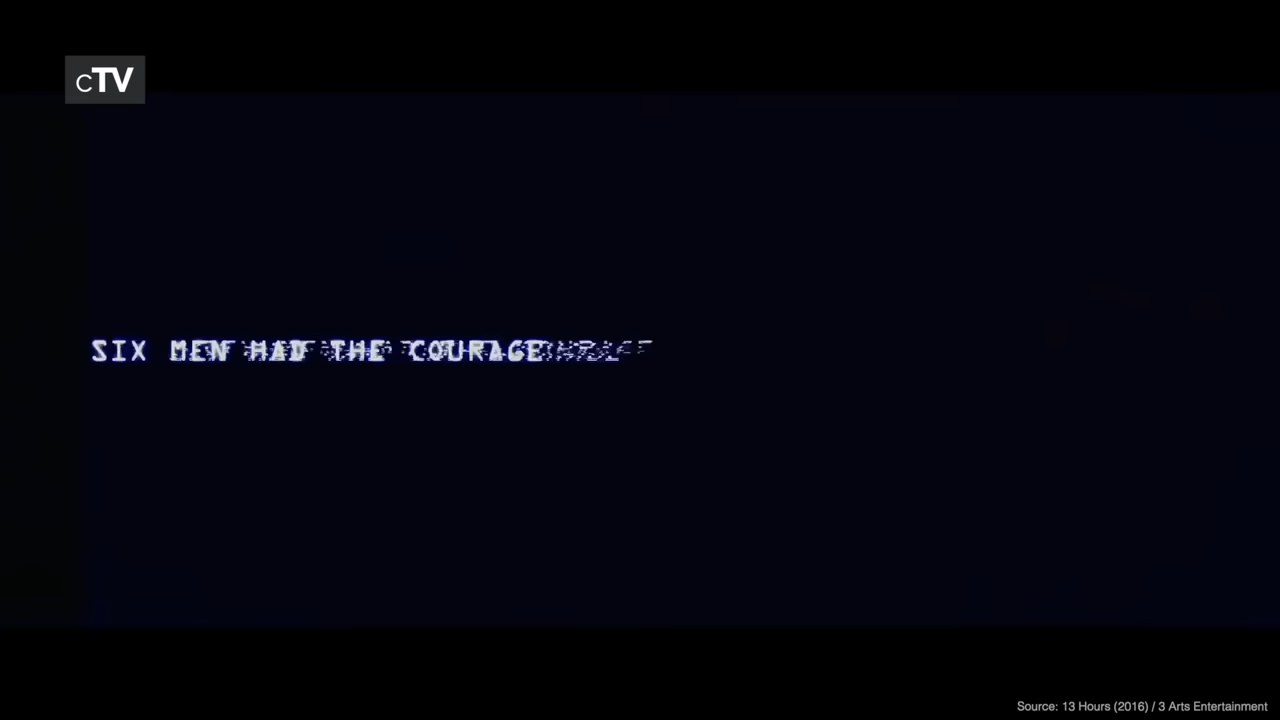 cTV
SIX MEN HAD THE COURAGE
Source: 13 Hours (2016) / 3 Arts Entertainment